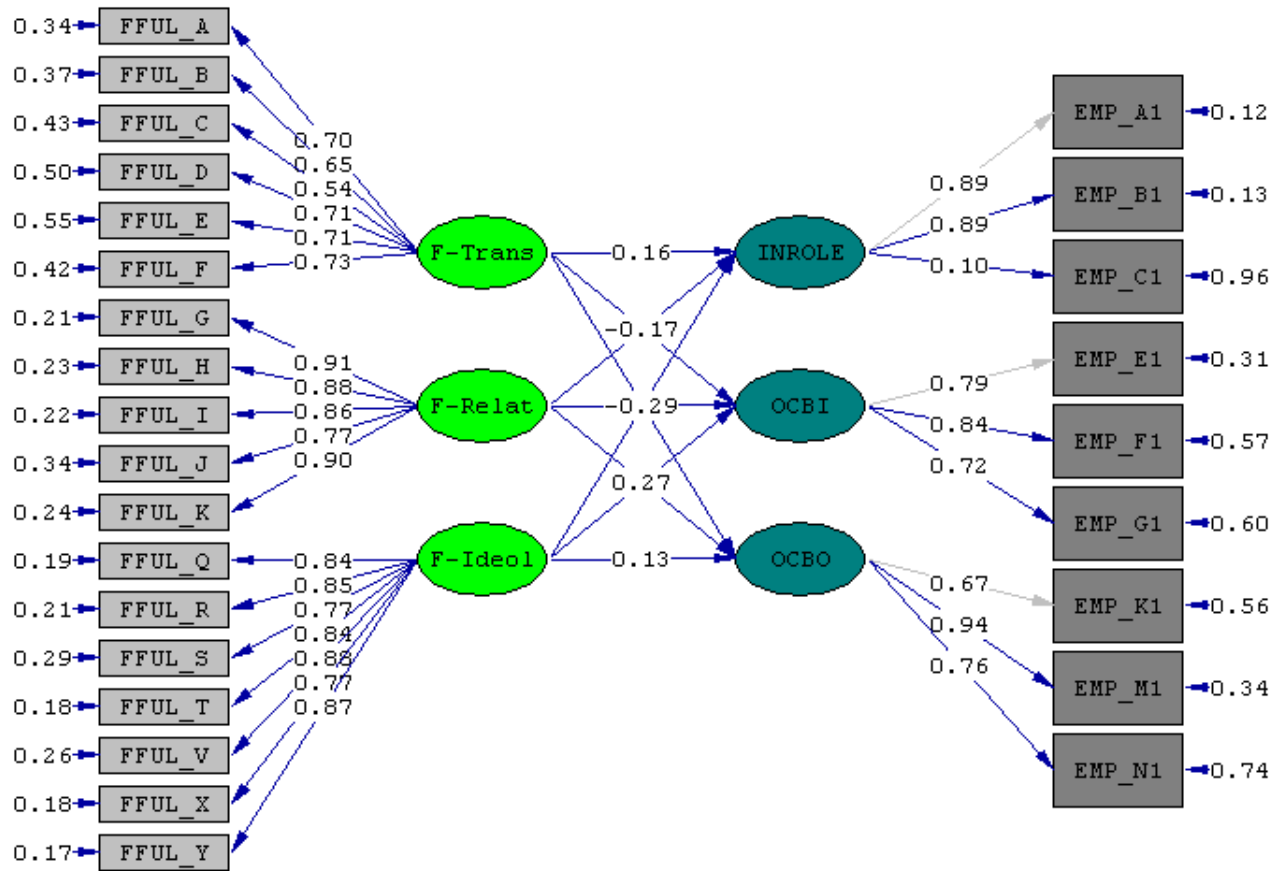 0.34 FFUL_A
0.37 FFUL_B
0.43 FFUL_C
0.50 FFUL_D
0.55 FFUL_E
0.42 FFUL_F
0.21 FFUL_G
0.23 FFUL_H
0.22 FFUL_I
0.34 FFUL_J
0.24 FFUL_K
0.19 FFUL_Q
0.21 FFUL_R
0.29 FFUL_S
0.18 FFUL_T
0.26 FFUL_V
0.18 FFUL_X
0.17 FFUL_Y
0.70
0.65
0.54
0.71
0.71
0.73
0.91
0.88
0.86
0.77
0.90
0.84
0.85
0.77
0.84
0.88
0.77
0.87
F-Trans
F-Relat
F-Ideol
0.16
-0.17
-0.29
0.27
0.13
INROLE
OCBI
OCBO
0.89
0.89
0.10
0.79
0.84
0.72
0.67
0.94
0.76
EMP_A1 0.12
EMP_B1 0.13
EMP_C1 0.96
EMP_E1 0.31
EMP_F1 0.57
EMP_G1 0.60
EMP_K1 0.56
EMP_M1 0.34
EMP_N1 0.74